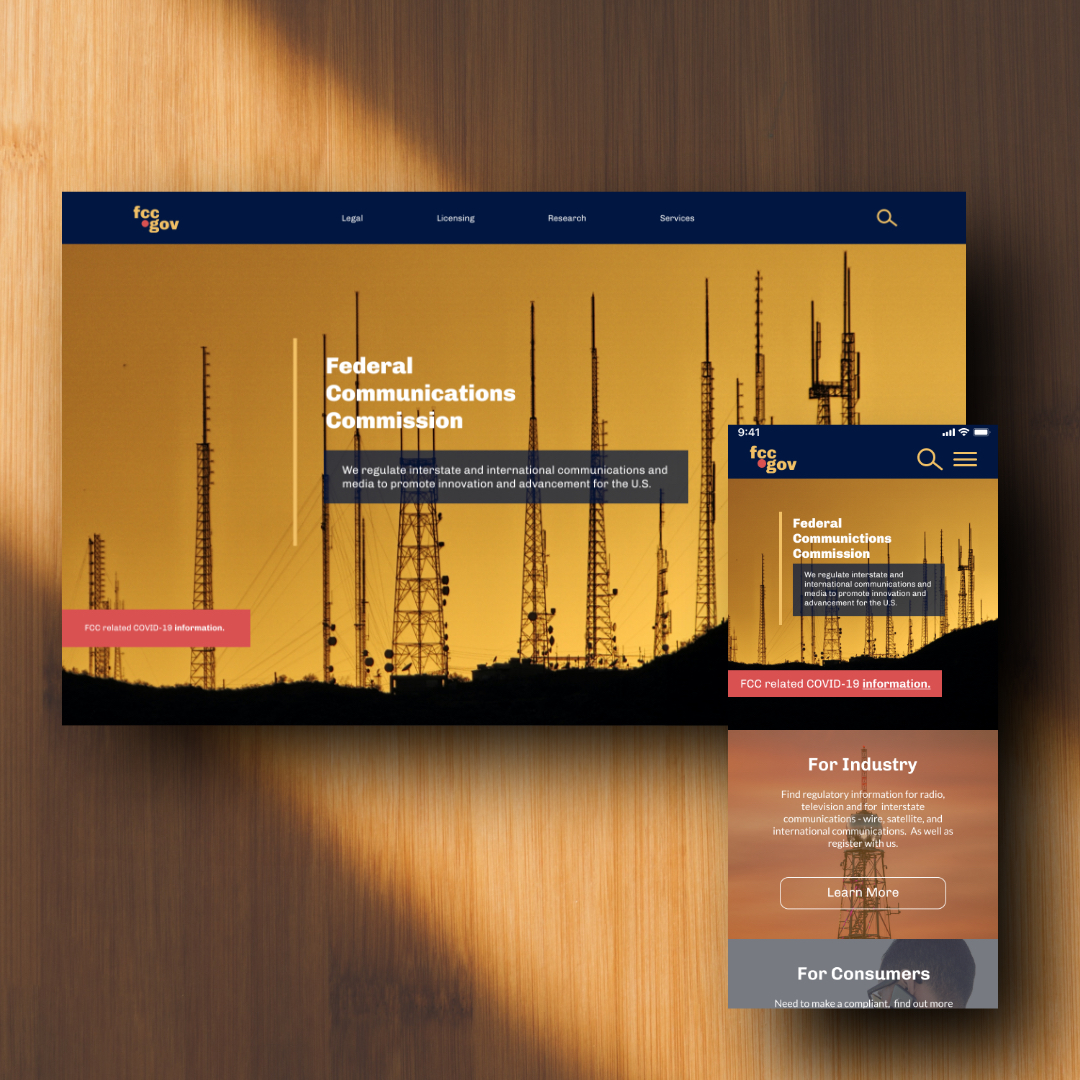 fcc
gov
Legal
Licensing
Research
Services
Federal
Communications
Commission
We regulate interstate and international communications and
media to promote innovation and advancement for the U.S.
FCC related COVID-19 information.
9:41
fcc
gov
Federal
Communictions
Commission
We regulate interstate and
international communications and
media to promote innovation and
advancement for the U.S.
FCC related COVID-19 information.
For Industry
Find regulatory information for radio,
television and for interstate
communications - wire, satellite, and
international communications. As well as
register with us.
Learn More
For Consumers
Need to make a compliant, find out more